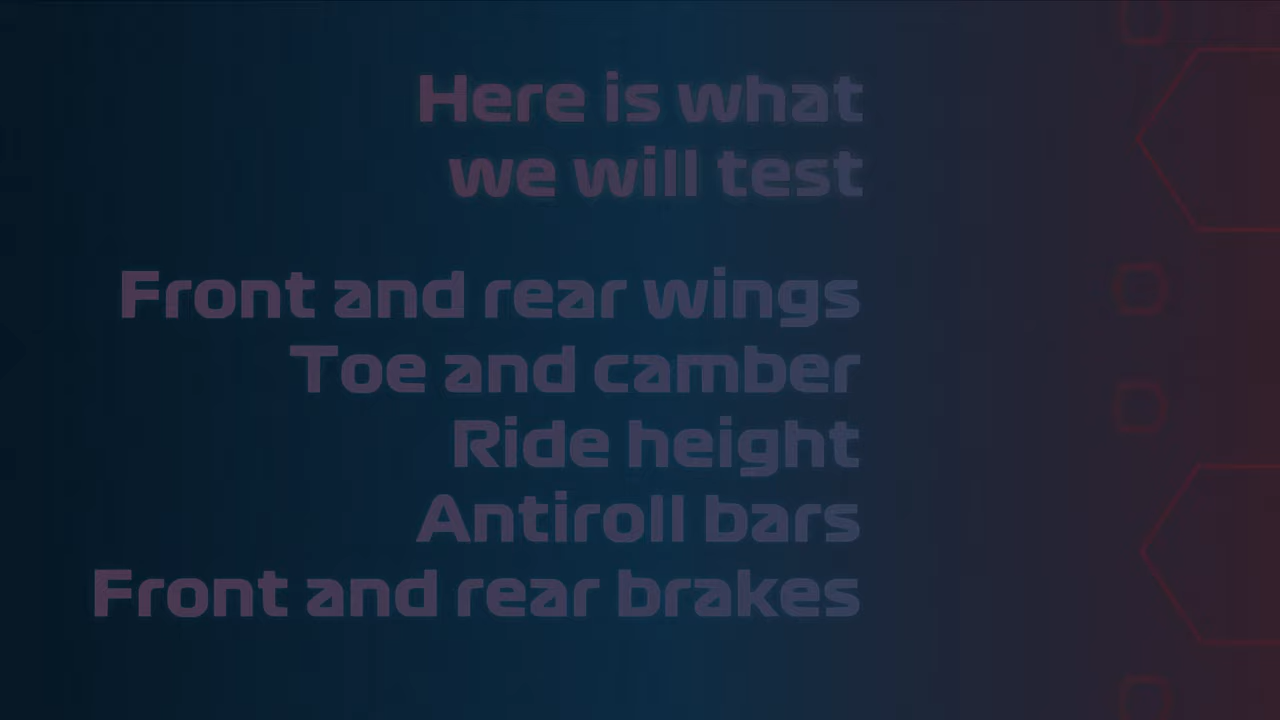 Here is what
we will test
Front and rear wings
Toe and camber
Ride height
Antiroll bars
Front and rear brakes